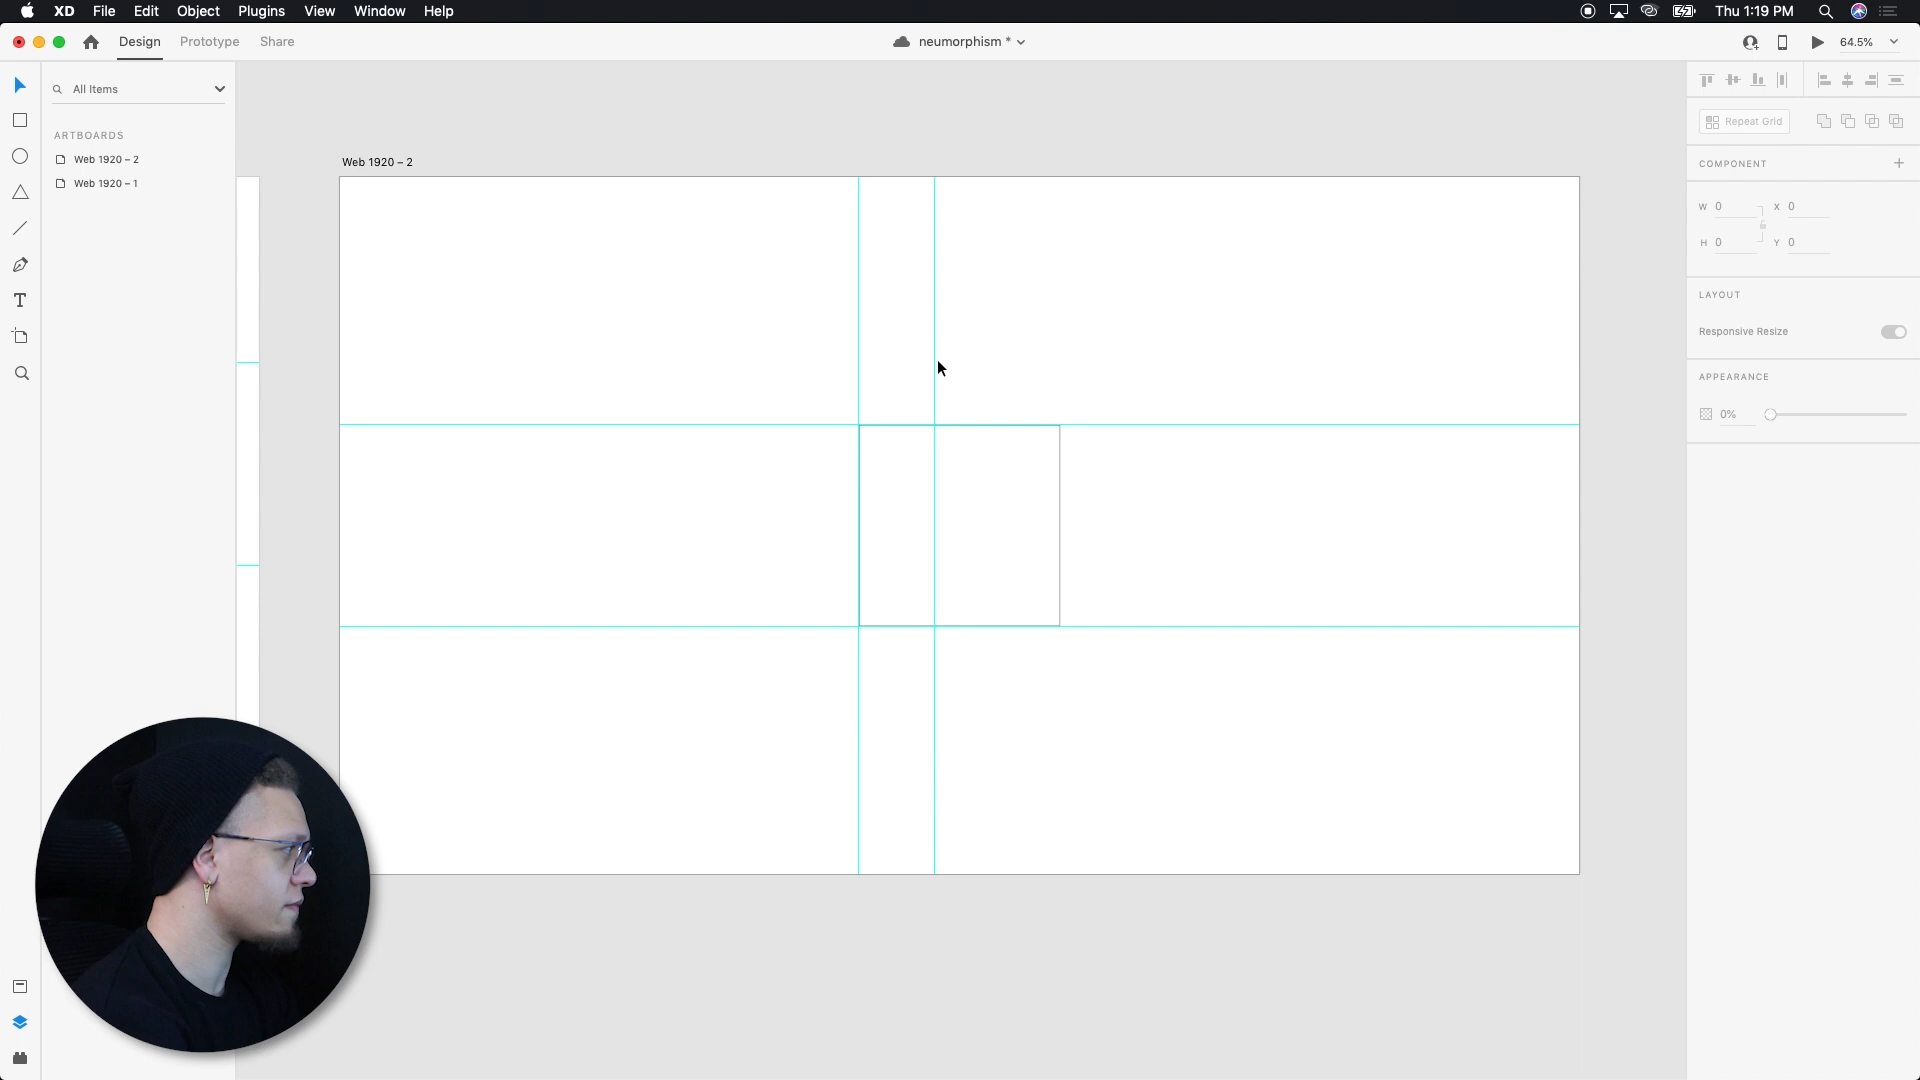 XD File Edit Object Plugins View Window Help Thu 1:19 PM
Design Prototype Share neumorphism * 64.5%
All Items
ARTBOARDS
Web 1920 – 2
Web 1920 – 1
Web 1920 – 2
Repeat Grid
COMPONENT
W 0 X 0
H 0 Y 0
LAYOUT
Responsive Resize
APPEARANCE
0%